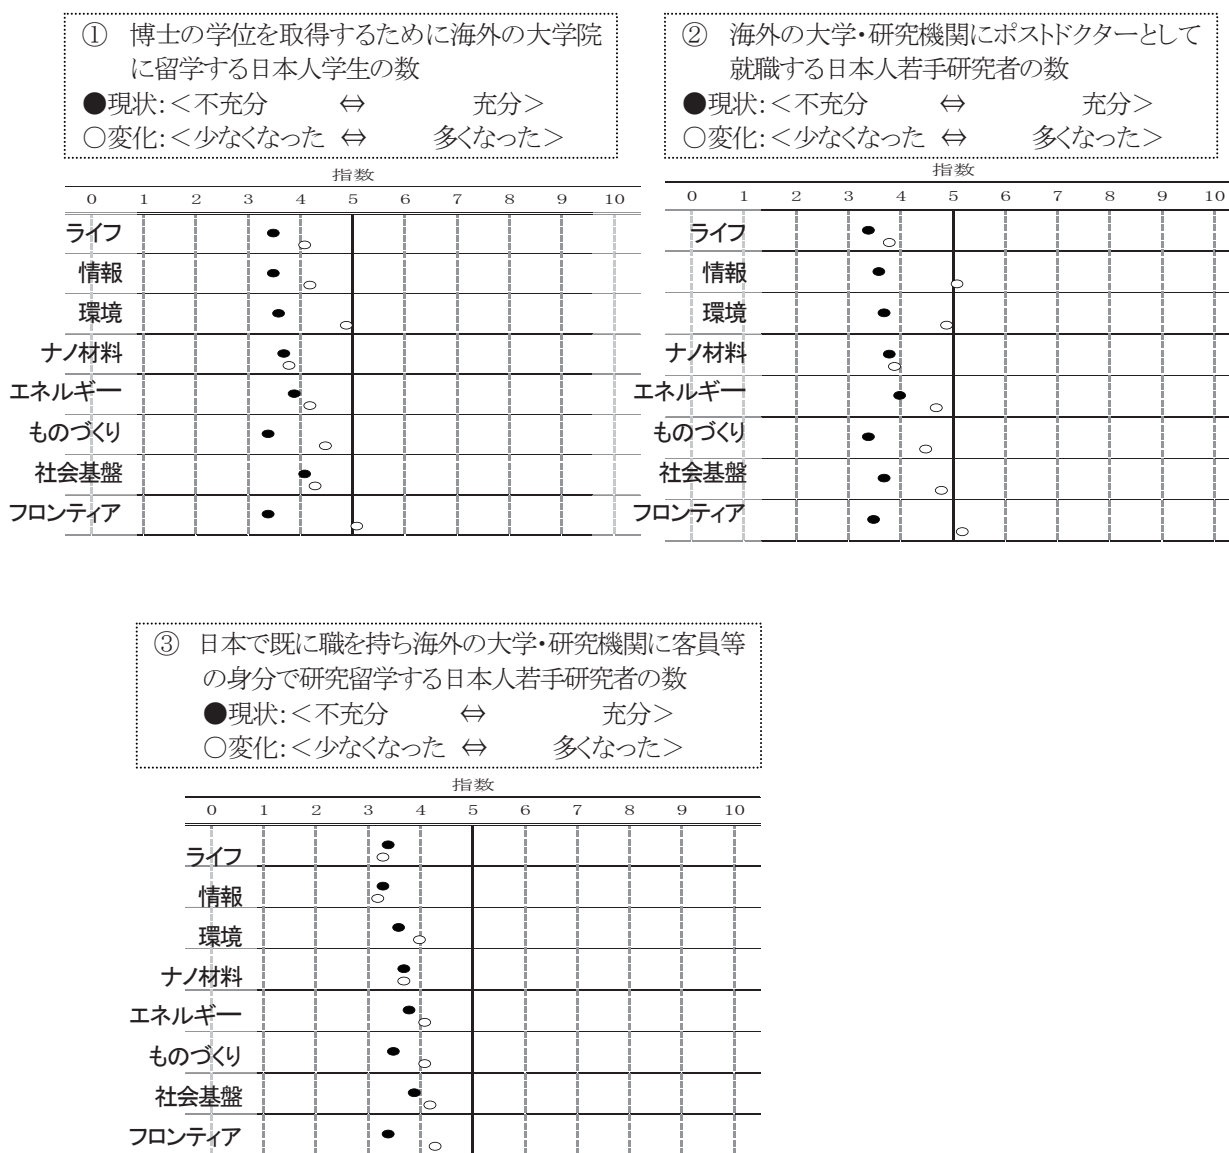 ① 博士の学位を取得するために海外の大学院
に留学する日本人学生の数
●現状:<不充分 ⇔ 充分>
○変化:<少なくなった ⇔ 多くなった>
指数
0 1 2 3 4 5 6 7 8 9 10
ライフ
情報
環境
ナノ材料
エネルギー
ものづくり
社会基盤
フロンティア
② 海外の大学・研究機関にポストドクターとして
就職する日本人若手研究者の数
●現状:<不充分 ⇔ 充分>
○変化:<少なくなった ⇔ 多くなった>
指数
0 1 2 3 4 5 6 7 8 9 10
ライフ
情報
環境
ナノ材料
エネルギー
ものづくり
社会基盤
フロンティア
③ 日本で既に職を持ち海外の大学・研究機関に客員等
の身分で研究留学する日本人若手研究者の数
●現状:<不充分 ⇔ 充分>
○変化:<少なくなった ⇔ 多くなった>
指数
0 1 2 3 4 5 6 7 8 9 10
ライフ
情報
環境
ナノ材料
エネルギー
ものづくり
社会基盤
フロンティア